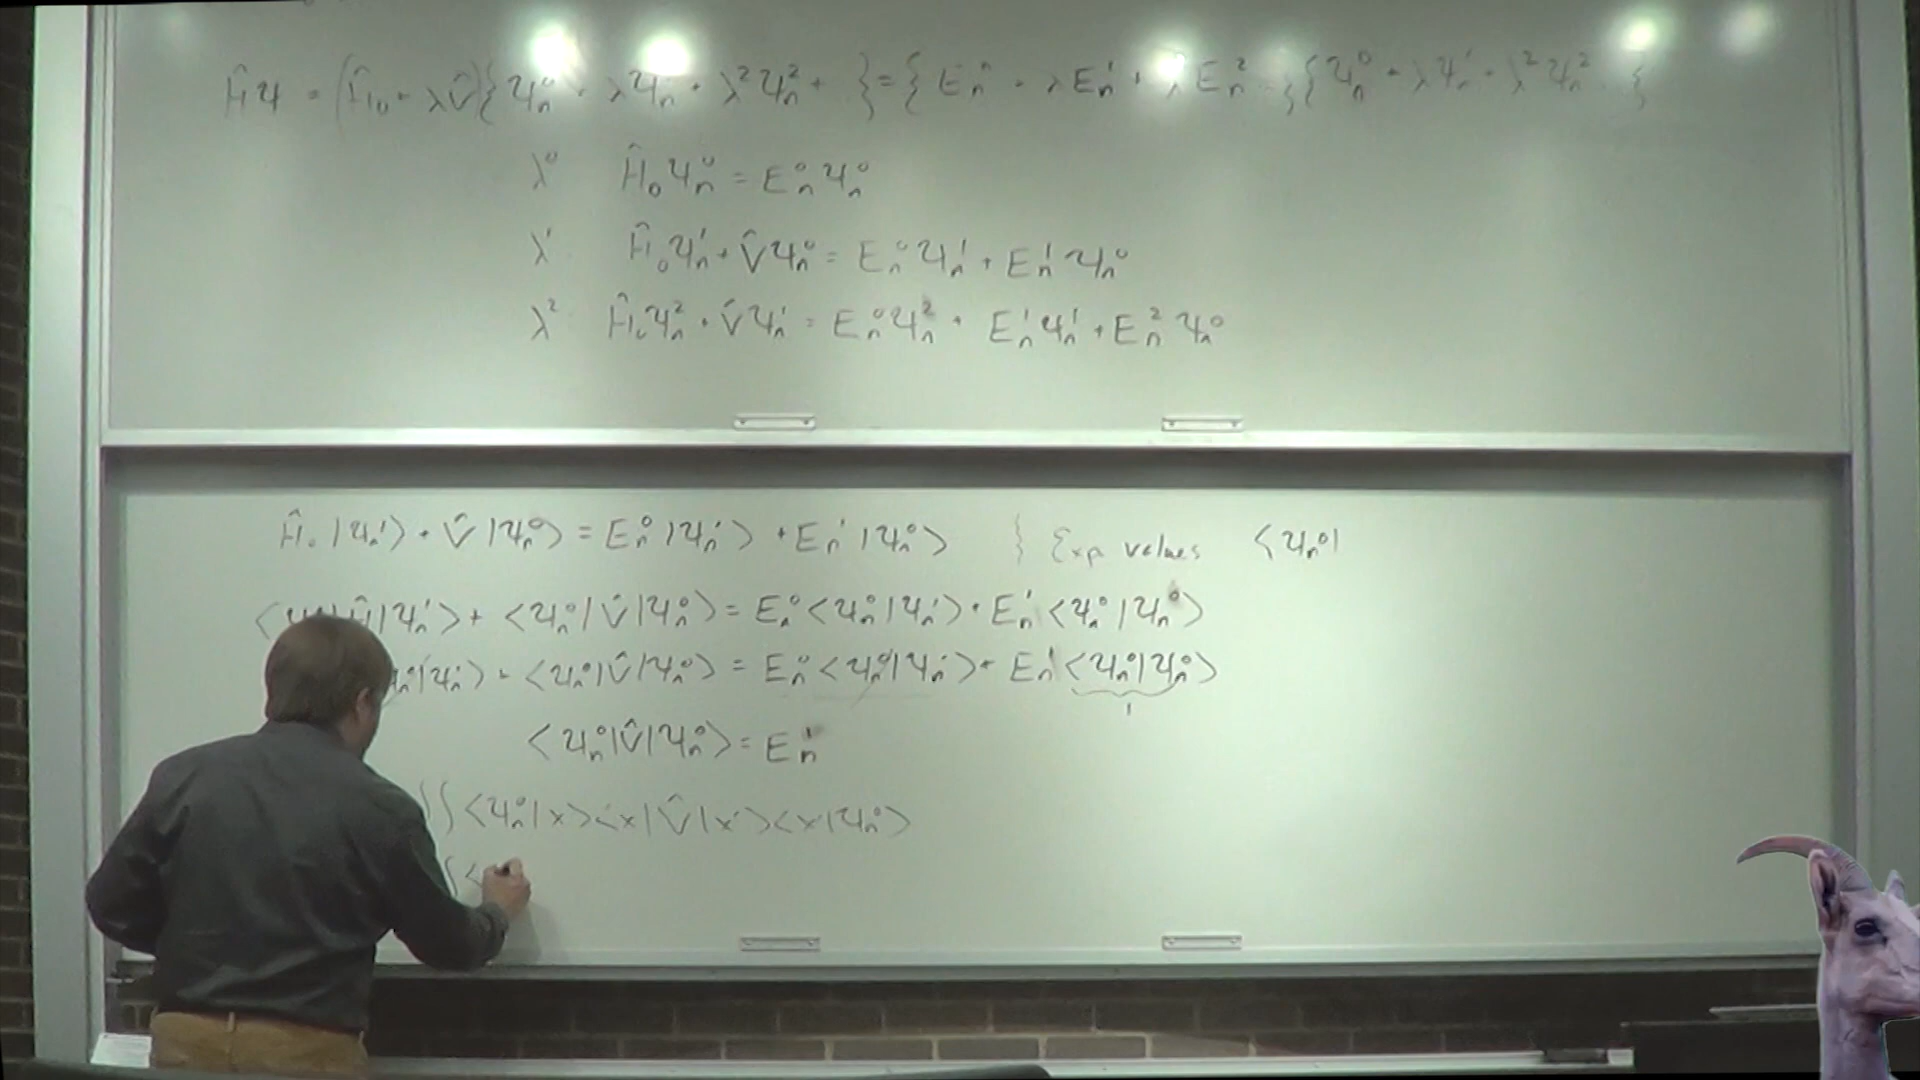 ĤΨ = (Ĥ₀ + λV̂){Ψₙ⁰ + λΨₙ¹ + λ²Ψₙ² + } = {Eₙ⁰ + λEₙ¹ + λ²Eₙ² }{Ψₙ⁰ + λΨₙ¹ + λ²Ψₙ² }
λ⁰ Ĥ₀Ψₙ⁰ = Eₙ⁰Ψₙ⁰
λ¹ Ĥ₀Ψₙ¹ + V̂Ψₙ⁰ = Eₙ⁰Ψₙ¹ + Eₙ¹Ψₙ⁰
λ² Ĥ₀Ψₙ² + V̂Ψₙ¹ = Eₙ⁰Ψₙ² + Eₙ¹Ψₙ¹ + Eₙ²Ψₙ⁰
Ĥ₀|Ψₙ¹⟩ + V̂|Ψₙ⁰⟩ = Eₙ⁰|Ψₙ¹⟩ + Eₙ¹|Ψₙ⁰⟩ } Exp values ⟨Ψₙ⁰|
|Ψₙ¹⟩ + ⟨Ψₙ⁰|V̂|Ψₙ⁰⟩ = Eₙ⁰⟨Ψₙ⁰|Ψₙ¹⟩ + Eₙ¹⟨Ψₙ⁰|Ψₙ⁰⟩
|Ψₙ¹⟩ + ⟨Ψₙ⁰|V̂|Ψₙ⁰⟩ = Eₙ⁰⟨Ψₙ⁰|Ψₙ¹⟩ + Eₙ¹⟨Ψₙ⁰|Ψₙ⁰⟩
1
⟨Ψₙ⁰|V̂|Ψₙ⁰⟩ = Eₙ¹
∫∫⟨Ψₙ⁰|x⟩⟨x|V̂|x'⟩⟨x'|Ψₙ⁰⟩
∫⟨